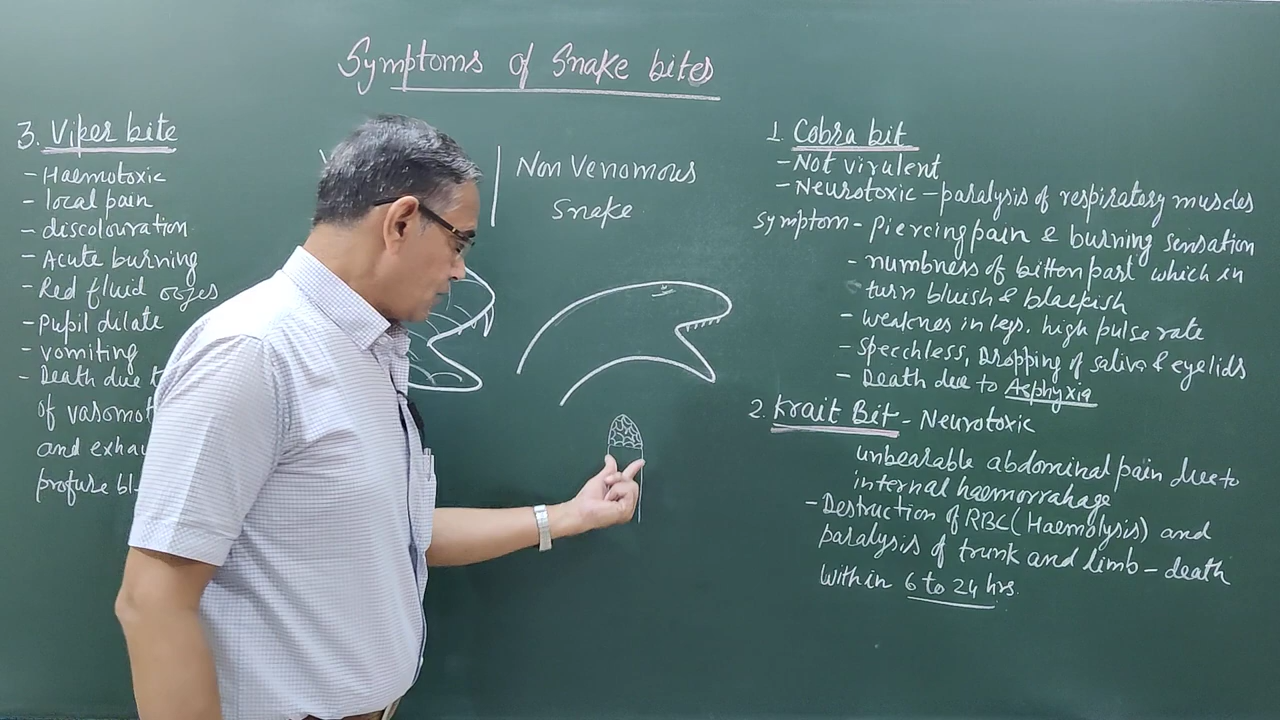 Symptoms of Snake bites
3. Viper bite
- Haemotoxic
- local pain
- discolouration
- Acute burning
- Red fluid oozes
- Pupil dilate
- vomiting
- Death due
of
and
profuse
Non Venomous
Snake
1. Cobra bit
- Not virulent
- Neurotoxic - paralysis of respiratory muscles
symptom - Piercing pain & burning sensation
- numbness of bitten part which in
turn bluish & blackish
- weaknes in legs. high pulse rate
- Speechless, Dropping of saliva & eyelids
- Death due to Asphyxia
2. Krait Bit - Neurotoxic
unbearable abdominal pain due to
internal haemorrahage
- Destruction of RBC (Haemolysis) and
paralysis of trunk and limb - death
within 6 to 24 hrs.